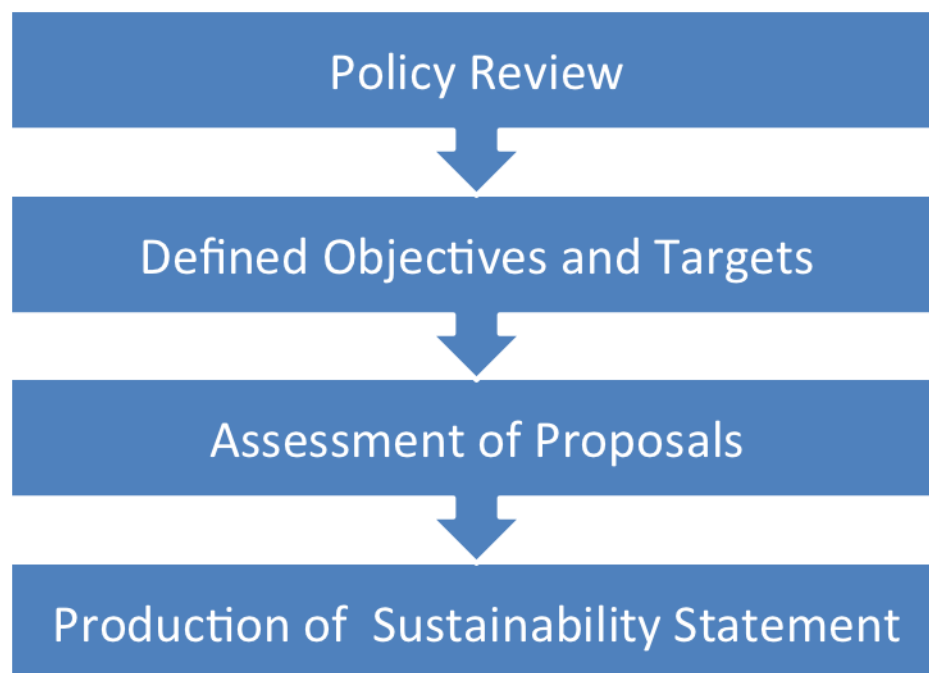 Policy Review
Defined Objectives and Targets
Assessment of Proposals
Production of  Sustainability Statement